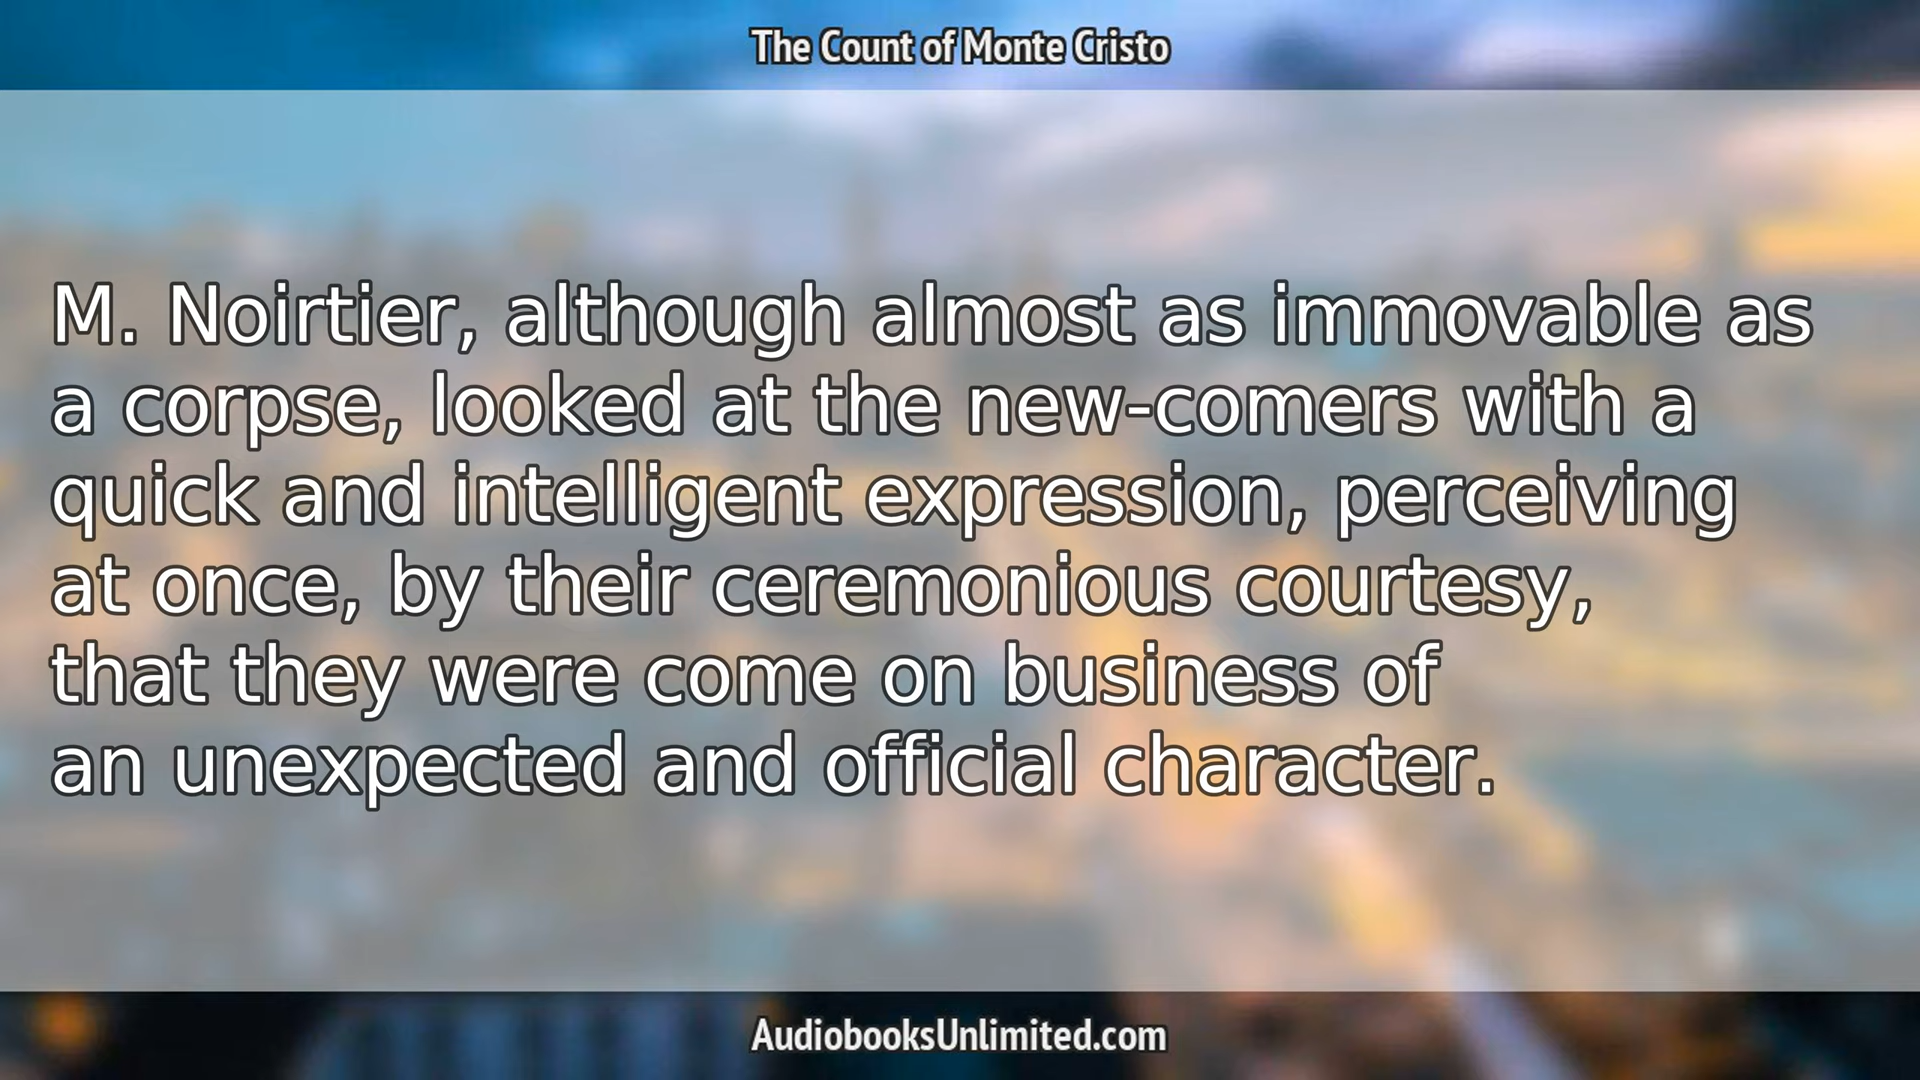 The Count of Monte Cristo
M. Noirtier, although almost as immovable as
a corpse, looked at the new-comers with a
quick and intelligent expression, perceiving
at once, by their ceremonious courtesy,
that they were come on business of
an unexpected and official character.
AudiobooksUnlimited.com